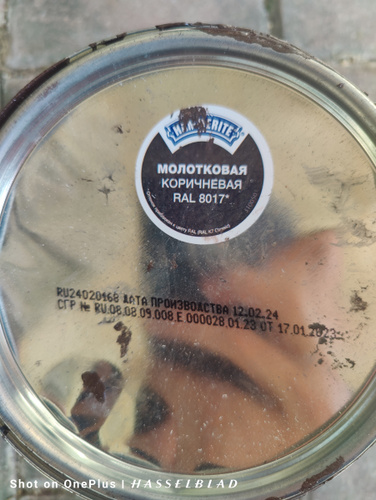 МОЛОТКОВАЯ
КОРИЧНЕВАЯ
RAL 8017*
RU24020168 ДАТА ПРОИЗВОДСТВА 12.02.24
СГР № RU.08.08.09.008.Е 000028.01.23 ОТ 17.01.2023
Shot on OnePlus | HASSELBLAD